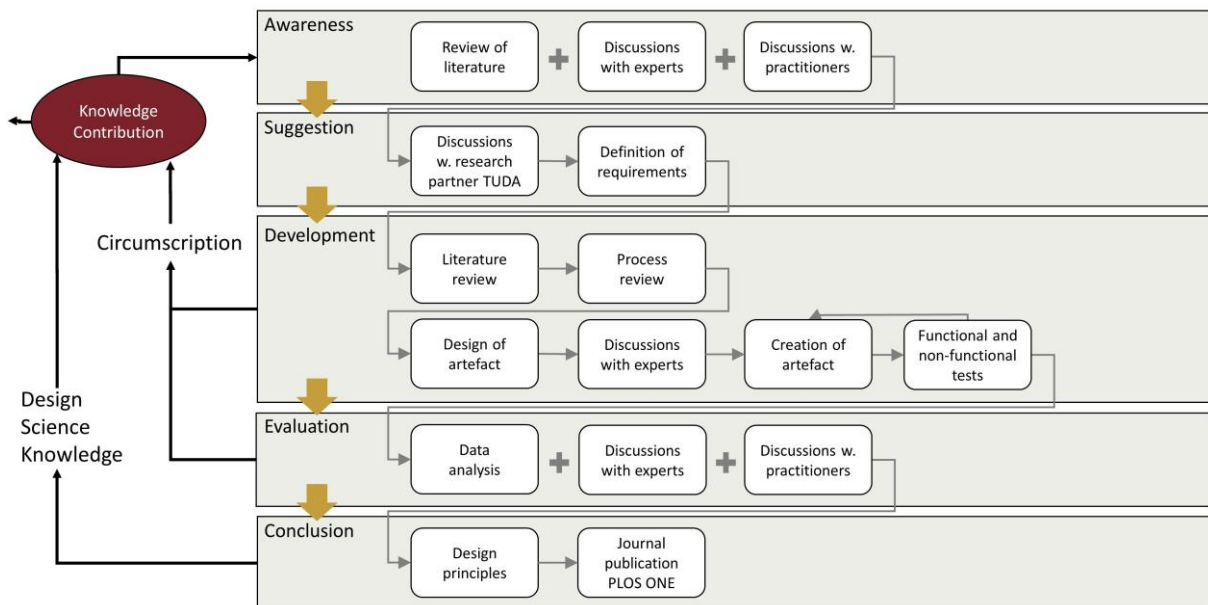 Awareness
Review of
literature
Discussions
with experts
Discussions w.
practitioners
Knowledge
Contribution
Suggestion
Discussions
w. research
partner TUDA
Definition of
requirements
Circumscription
Development
Literature
review
Process
review
Design of
artefact
Discussions
with experts
Creation of
artefact
Functional and
non-functional
tests
Design
Science
Knowledge
Evaluation
Data
analysis
Discussions
with experts
Discussions w.
practitioners
Conclusion
Design
principles
Journal
publication
PLOS ONE